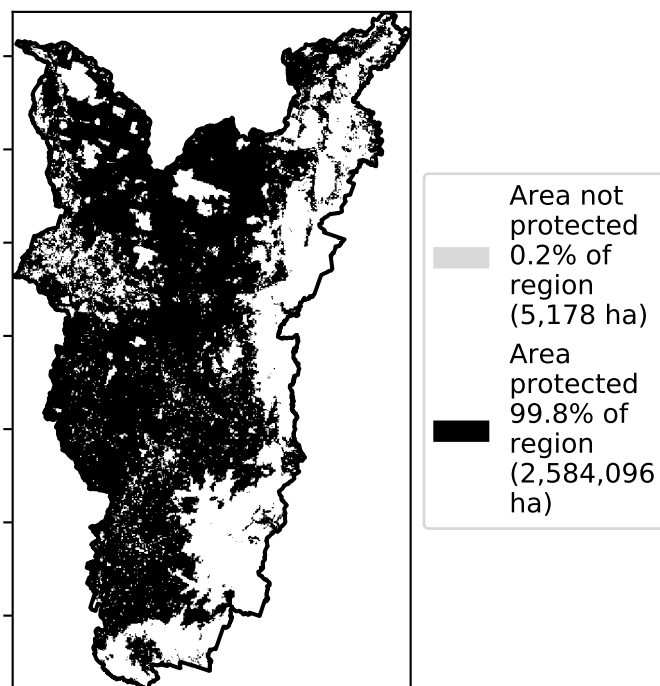 Area not
protected
0.2% of
region
(5,178 ha)
Area
protected
99.8% of
region
(2,584,096
ha)